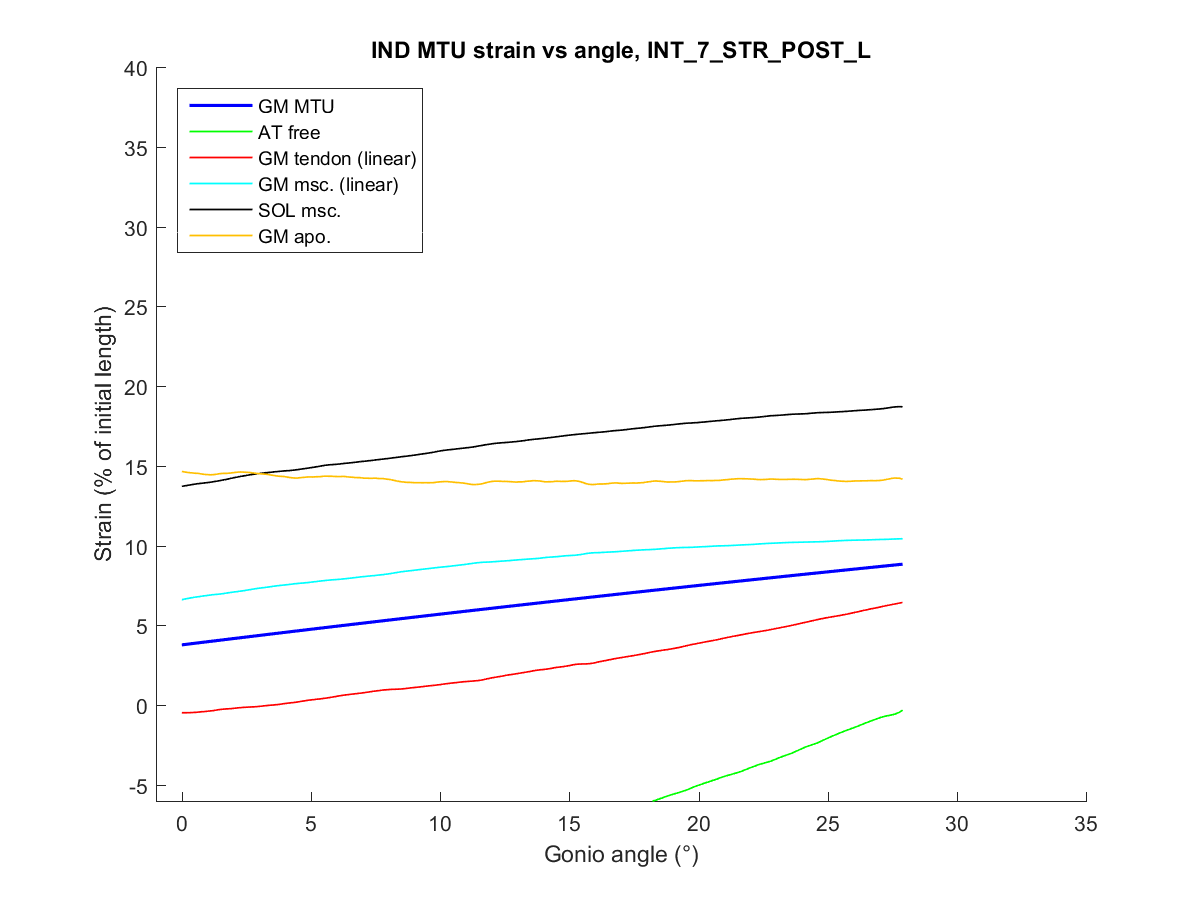 IND MTU strain vs angle, INT_7_STR_POST_L
40
35
30
25
20
15
10
5
0
-5
Strain (% of initial length)
GM MTU
AT free
GM tendon (linear)
GM msc. (linear)
SOL msc.
GM apo.
0 5 10 15 20 25 30 35
Gonio angle (°)